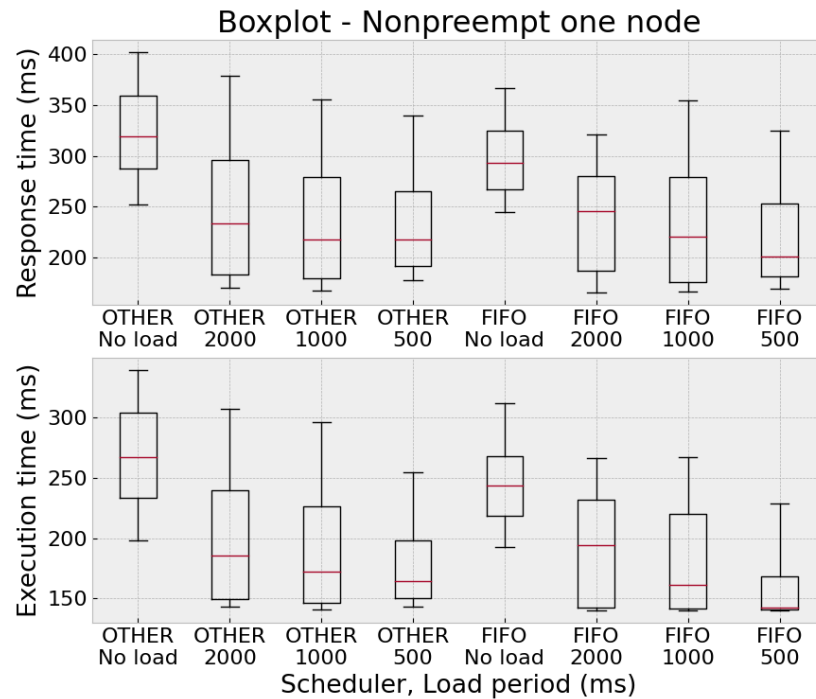 Boxplot - Nonpreempt one node
Response time (ms)
400
350
300
250
200
OTHER OTHER OTHER OTHER FIFO FIFO FIFO FIFO
No load 2000 1000 500 No load 2000 1000 500
Execution time (ms)
300
250
200
150
OTHER OTHER OTHER OTHER FIFO FIFO FIFO FIFO
No load 2000 1000 500 No load 2000 1000 500
Scheduler, Load period (ms)